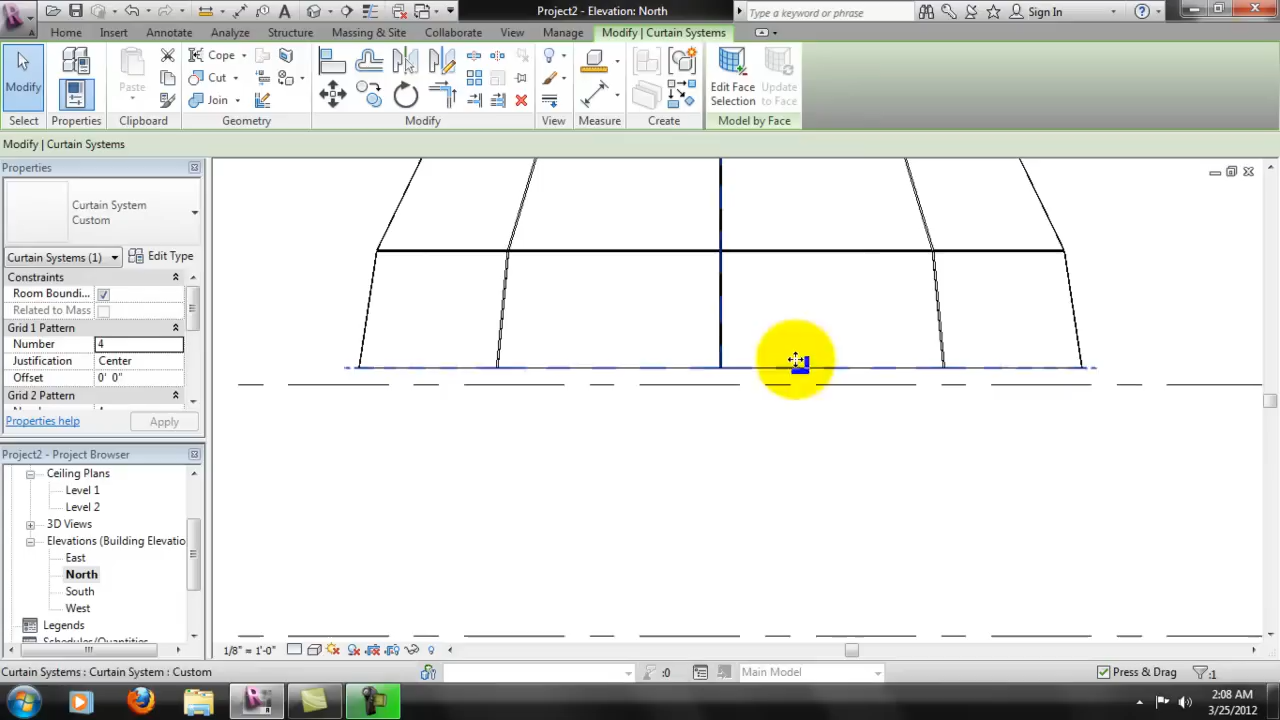 Project2 - Elevation: North
Type a keyword or phrase
Sign In
Home
Insert
Annotate
Analyze
Structure
Massing & Site
Collaborate
View
Manage
Modify | Curtain Systems
Modify
Paste
Cope
Cut
Join
Edit Face
Selection
Update
to Face
Select
Properties
Clipboard
Geometry
Modify
View
Measure
Create
Model by Face
Modify | Curtain Systems
Properties
Curtain System
Custom
Curtain Systems (1)
Edit Type
Constraints
Room Boundi...
Related to Mass
Grid 1 Pattern
Number 4
Justification Center
Offset 0' 0"
Grid 2 Pattern
Properties help
Apply
Project2 - Project Browser
Ceiling Plans
Level 1
Level 2
3D Views
Elevations (Building Elevatio
East
North
South
West
Legends
Schedules/Quantities
1/8" = 1'-0"
Curtain Systems : Curtain System : Custom
:0
Main Model
Press & Drag
:1
2:08 AM
3/25/2012